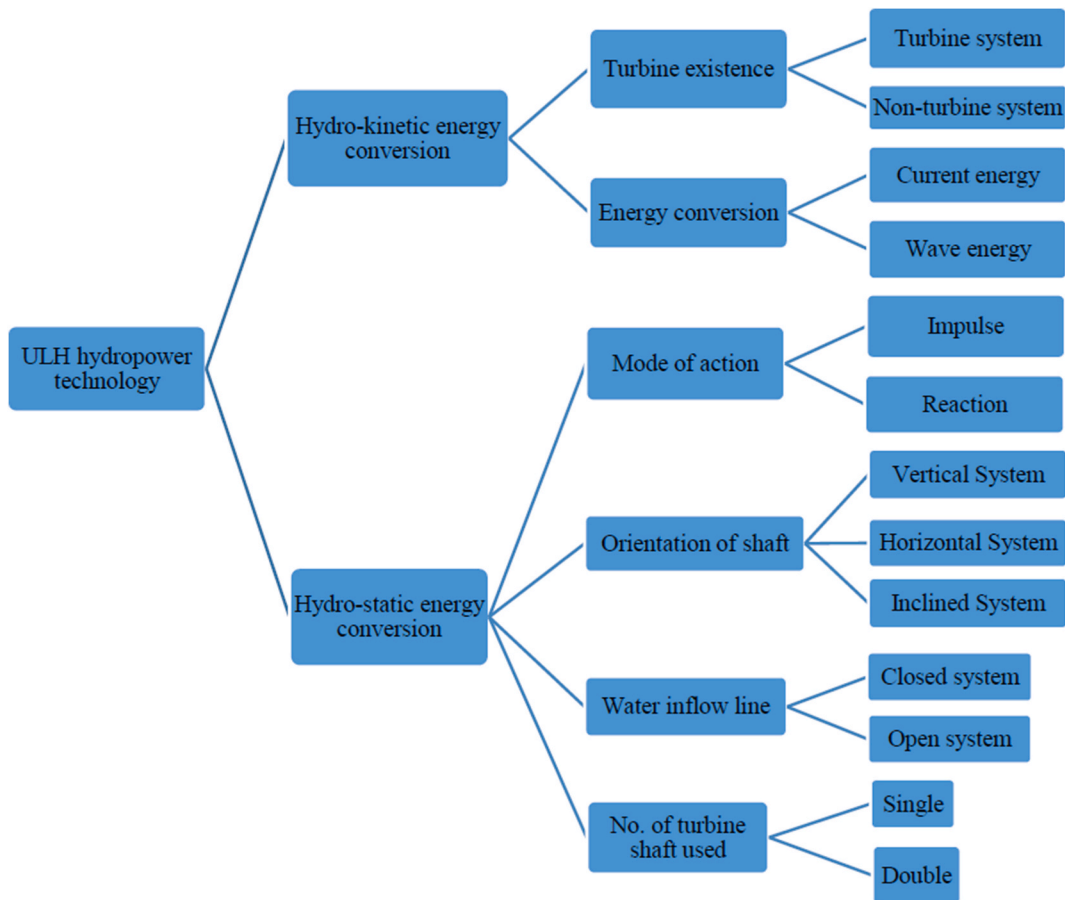 ULH hydropower
technology
Hydro-kinetic energy
conversion
Turbine existence
Turbine system
Non-turbine system
Energy conversion
Current energy
Wave energy
Hydro-static energy
conversion
Mode of action
Impulse
Reaction
Orientation of shaft
Vertical System
Horizontal System
Inclined System
Water inflow line
Closed system
Open system
No. of turbine
shaft used
Single
Double